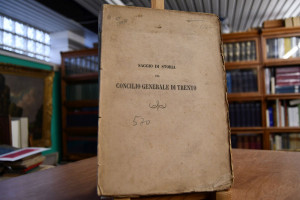 SAGGIO DI STORIA
DEL
CONCILIO GENERALE DI TRENTO
570